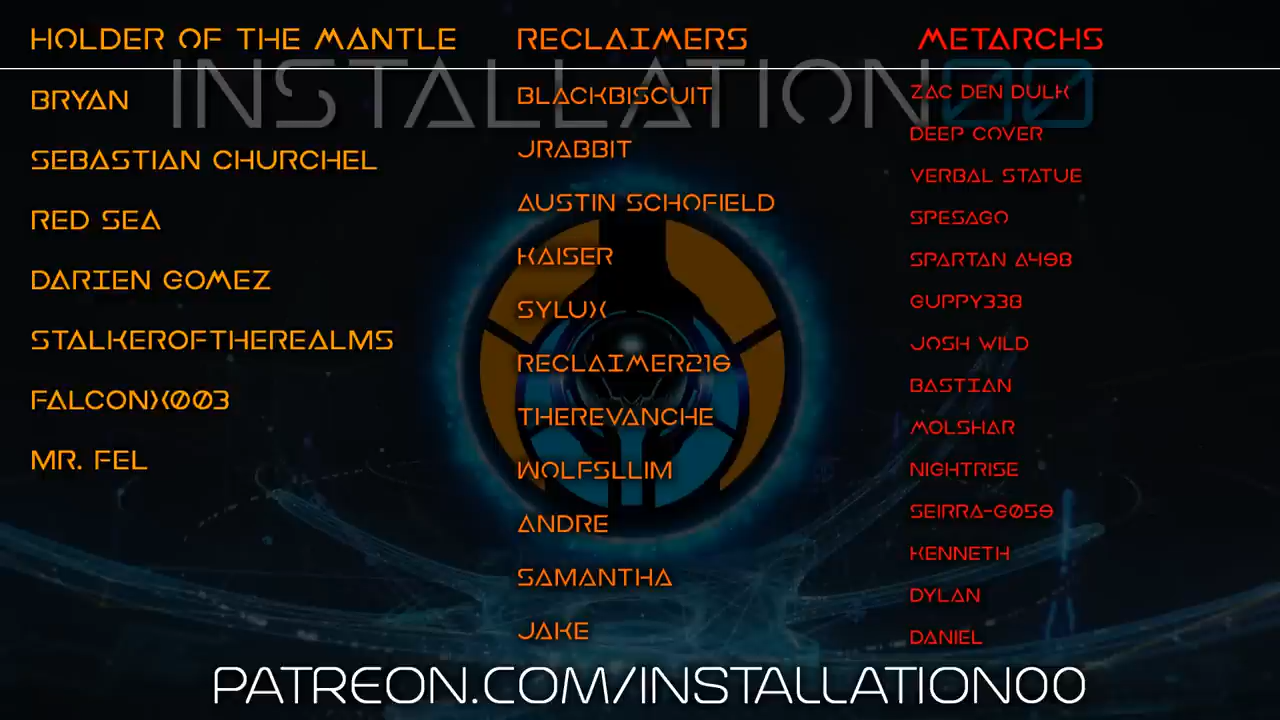 HOLDER OF THE MANTLE
BRYAN
SEBASTIAN CHURCHEL
RED SEA
DARIEN GOMEZ
STALKEROFTHEREALMS
FALCONX003
MR. FEL
RECLAIMERS
BLACKBISCUIT
JRABBIT
AUSTIN SCHOFIELD
KAISER
SYLUX
RECLAIMER216
THEREVANCHE
WOLFSLLIM
ANDRE
SAMANTHA
JAKE
METARCHS
ZAC DEN DULK
DEEP COVER
VERBAL STATUE
SPESAGO
SPARTAN A498
GUPPY338
JOSH WILD
BASTIAN
MOLSHAR
NIGHTRISE
SEIRRA-G059
KENNETH
DYLAN
DANIEL
INSTALLATION00
PATREON.COM/INSTALLATION00